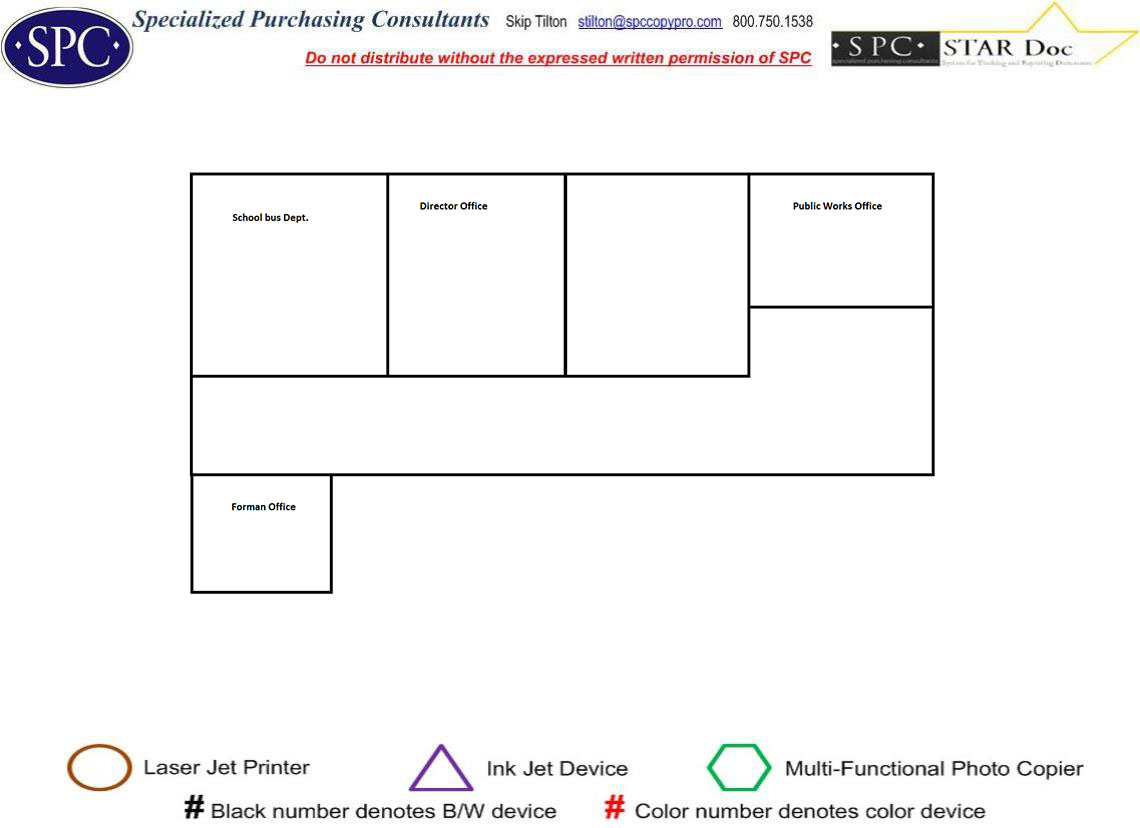 ·SPC·
Specialized Purchasing Consultants Skip Tilton stilton@spccopypro.com 800.750.1538
Do not distribute without the expressed written permission of SPC
·SPC· STAR Doc
specialized purchasing consultants System for Tracking and Reporting Documents
School bus Dept.
Director Office
Public Works Office
Forman Office
Laser Jet Printer
Ink Jet Device
Multi-Functional Photo Copier
# Black number denotes B/W device
# Color number denotes color device